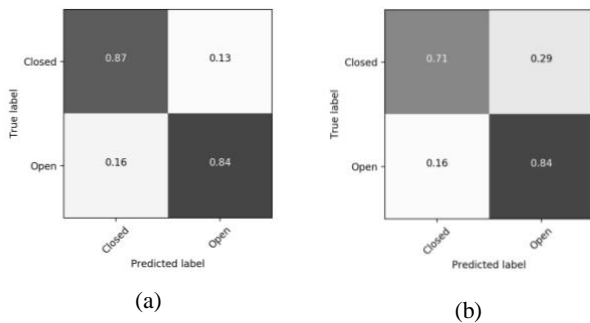 Closed
0.87
0.13
True label
Open
0.16
0.84
Closed
Open
Predicted label
(a)
Closed
0.71
0.29
True label
Open
0.16
0.84
Closed
Open
Predicted label
(b)